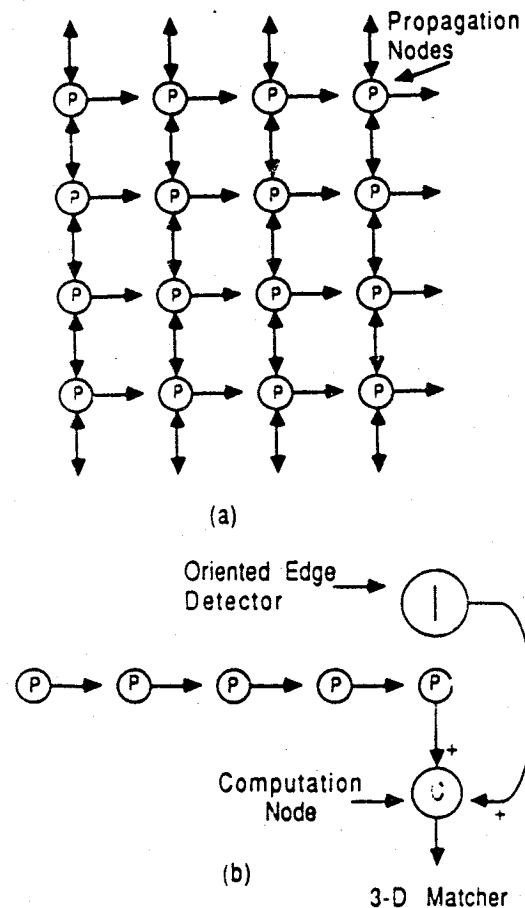 Propagation
Nodes
P P P P
P P P P
P P P P
P P P P
(a)
Oriented Edge
Detector
P P P P P
+
Computation
Node
C
+
(b)
3-D Matcher